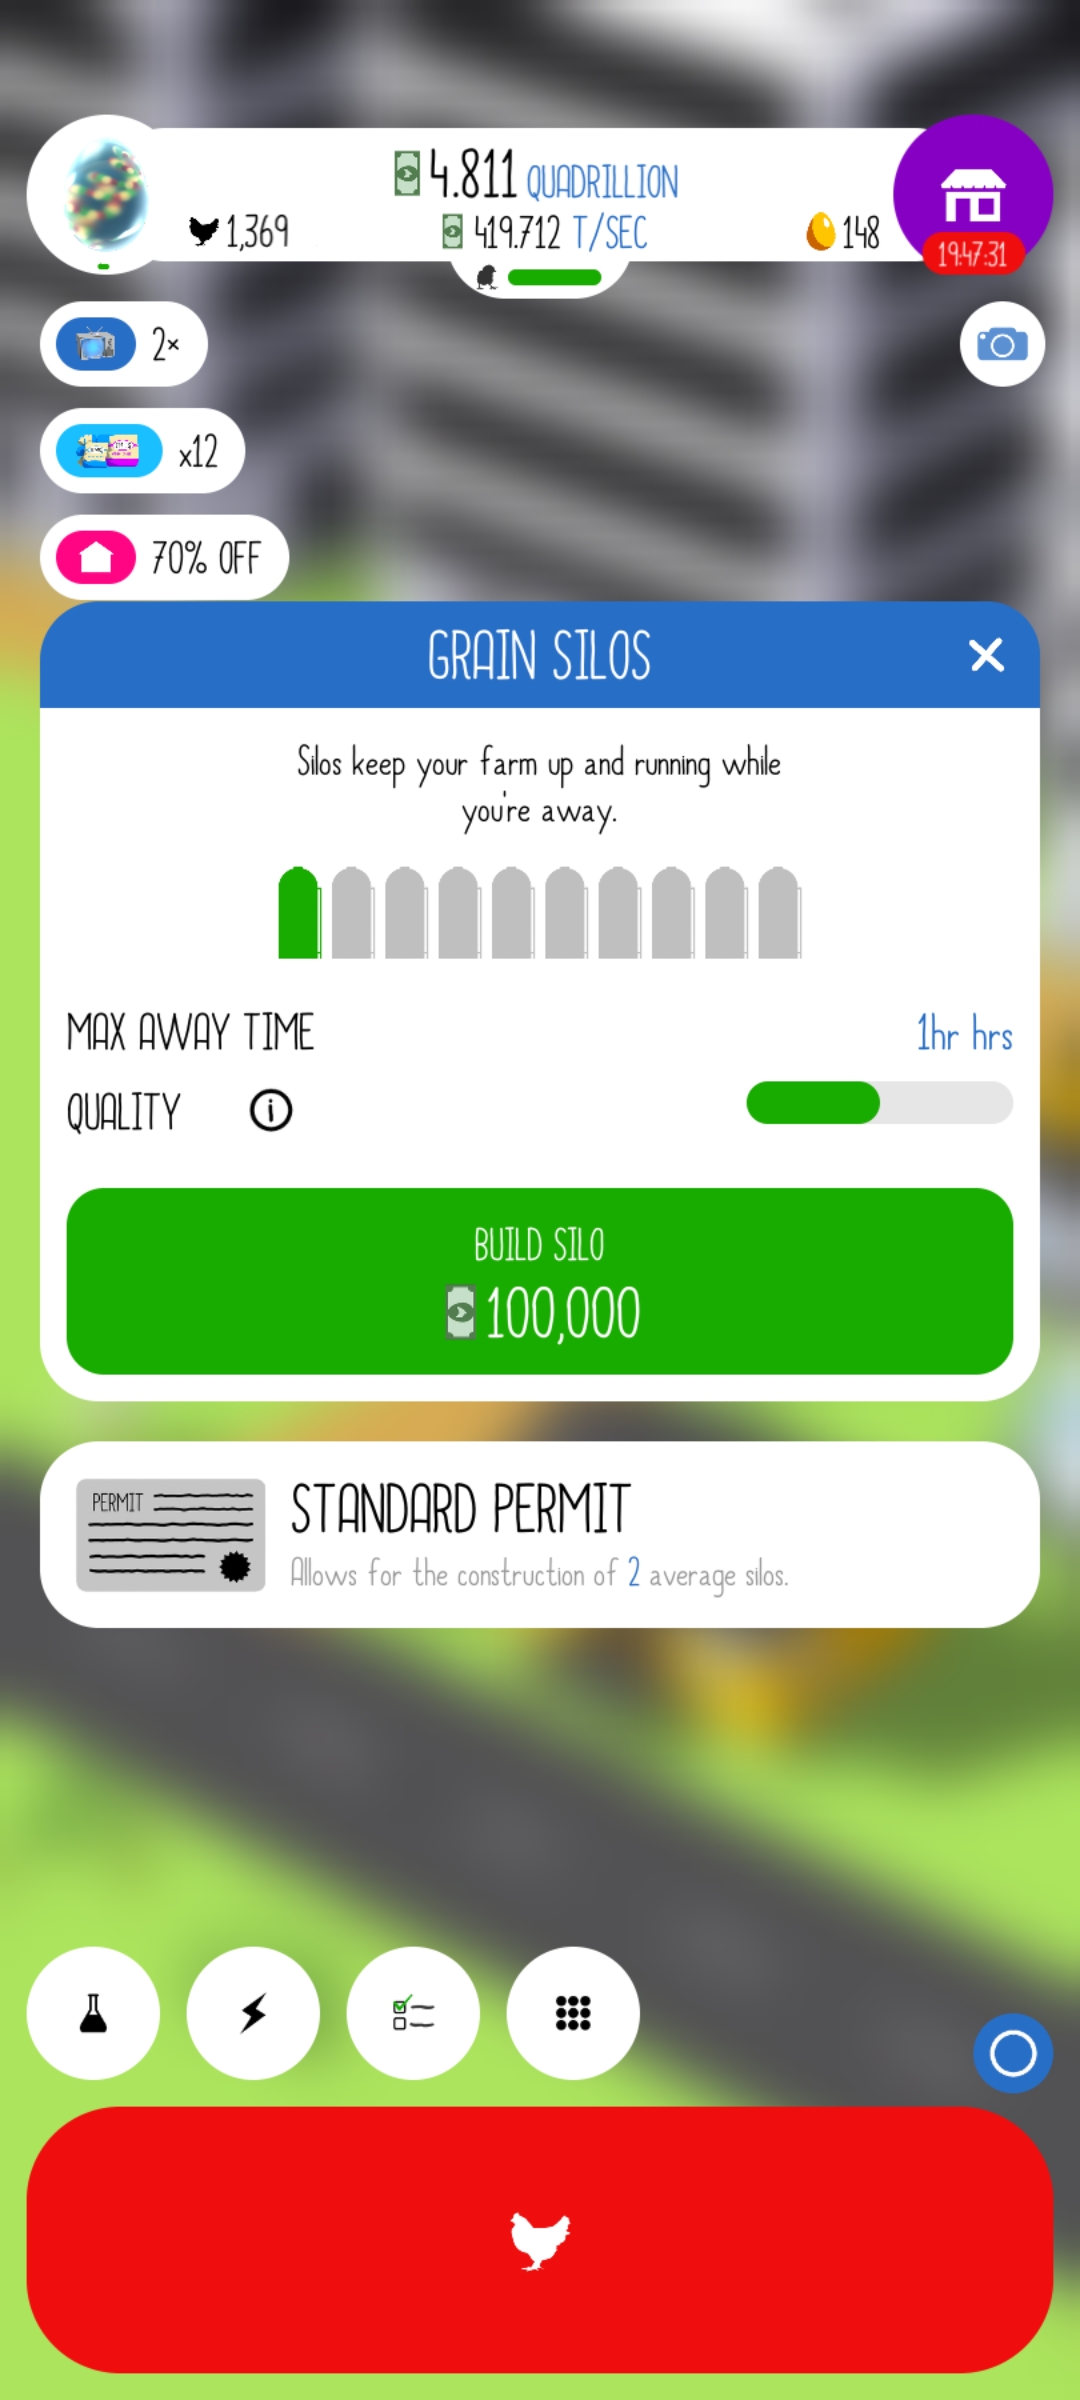 4.811 QUADRILLION
1,369
419.712 T/SEC
148
19:47:31
2×
x12
70% OFF
GRAIN SILOS
Silos keep your farm up and running while
you're away.
MAX AWAY TIME
1hr hrs
QUALITY
i
BUILD SILO
100,000
PERMIT
STANDARD PERMIT
Allows for the construction of 2 average silos.